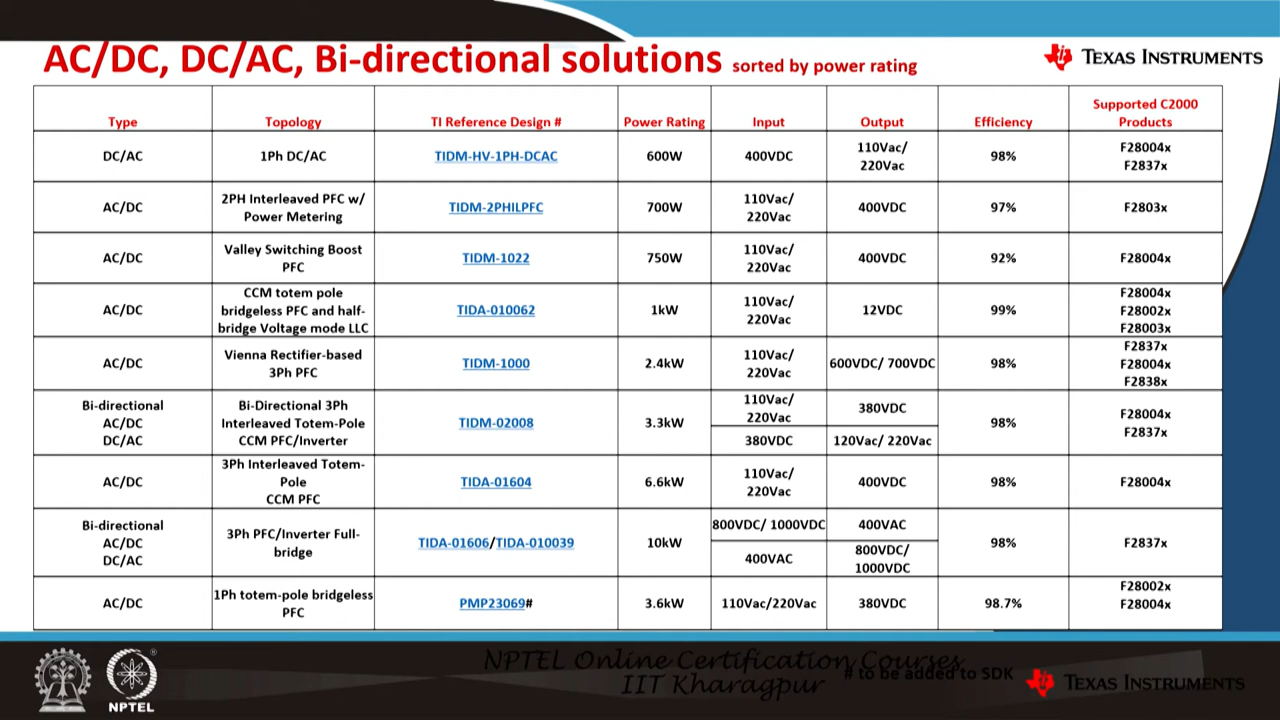 AC/DC, DC/AC, Bi-directional solutions sorted by power rating
TEXAS INSTRUMENTS
Type
Topology
TI Reference Design #
Power Rating
Input
Output
Efficiency
Supported C2000
Products
DC/AC
1Ph DC/AC
TIDM-HV-1PH-DCAC
600W
400VDC
110Vac/
220Vac
98%
F28004x
F2837x
AC/DC
2PH Interleaved PFC w/
Power Metering
TIDM-2PHILPFC
700W
110Vac/
220Vac
400VDC
97%
F2803x
AC/DC
Valley Switching Boost
PFC
TIDM-1022
750W
110Vac/
220Vac
400VDC
92%
F28004x
AC/DC
CCM totem pole
bridgeless PFC and half-
bridge Voltage mode LLC
TIDA-010062
1kW
110Vac/
220Vac
12VDC
99%
F28004x
F28002x
F28003x
AC/DC
Vienna Rectifier-based
3Ph PFC
TIDM-1000
2.4kW
110Vac/
220Vac
600VDC/ 700VDC
98%
F2837x
F28004x
F2838x
Bi-directional
AC/DC
DC/AC
Bi-Directional 3Ph
Interleaved Totem-Pole
CCM PFC/Inverter
TIDM-02008
3.3kW
110Vac/
220Vac
380VDC
380VDC
120Vac/ 220Vac
98%
F28004x
F2837x
AC/DC
3Ph Interleaved Totem-
Pole
CCM PFC
TIDA-01604
6.6kW
110Vac/
220Vac
400VDC
98%
F28004x
Bi-directional
AC/DC
DC/AC
3Ph PFC/Inverter Full-
bridge
TIDA-01606/TIDA-010039
10kW
800VDC/ 1000VDC
400VAC
400VAC
800VDC/
1000VDC
98%
F2837x
AC/DC
1Ph totem-pole bridgeless
PFC
PMP23069#
3.6kW
110Vac/220Vac
380VDC
98.7%
F28002x
F28004x
NPTEL Online Certification Courses
IIT Kharagpur
# to be added to SDK
TEXAS INSTRUMENTS
NPTEL